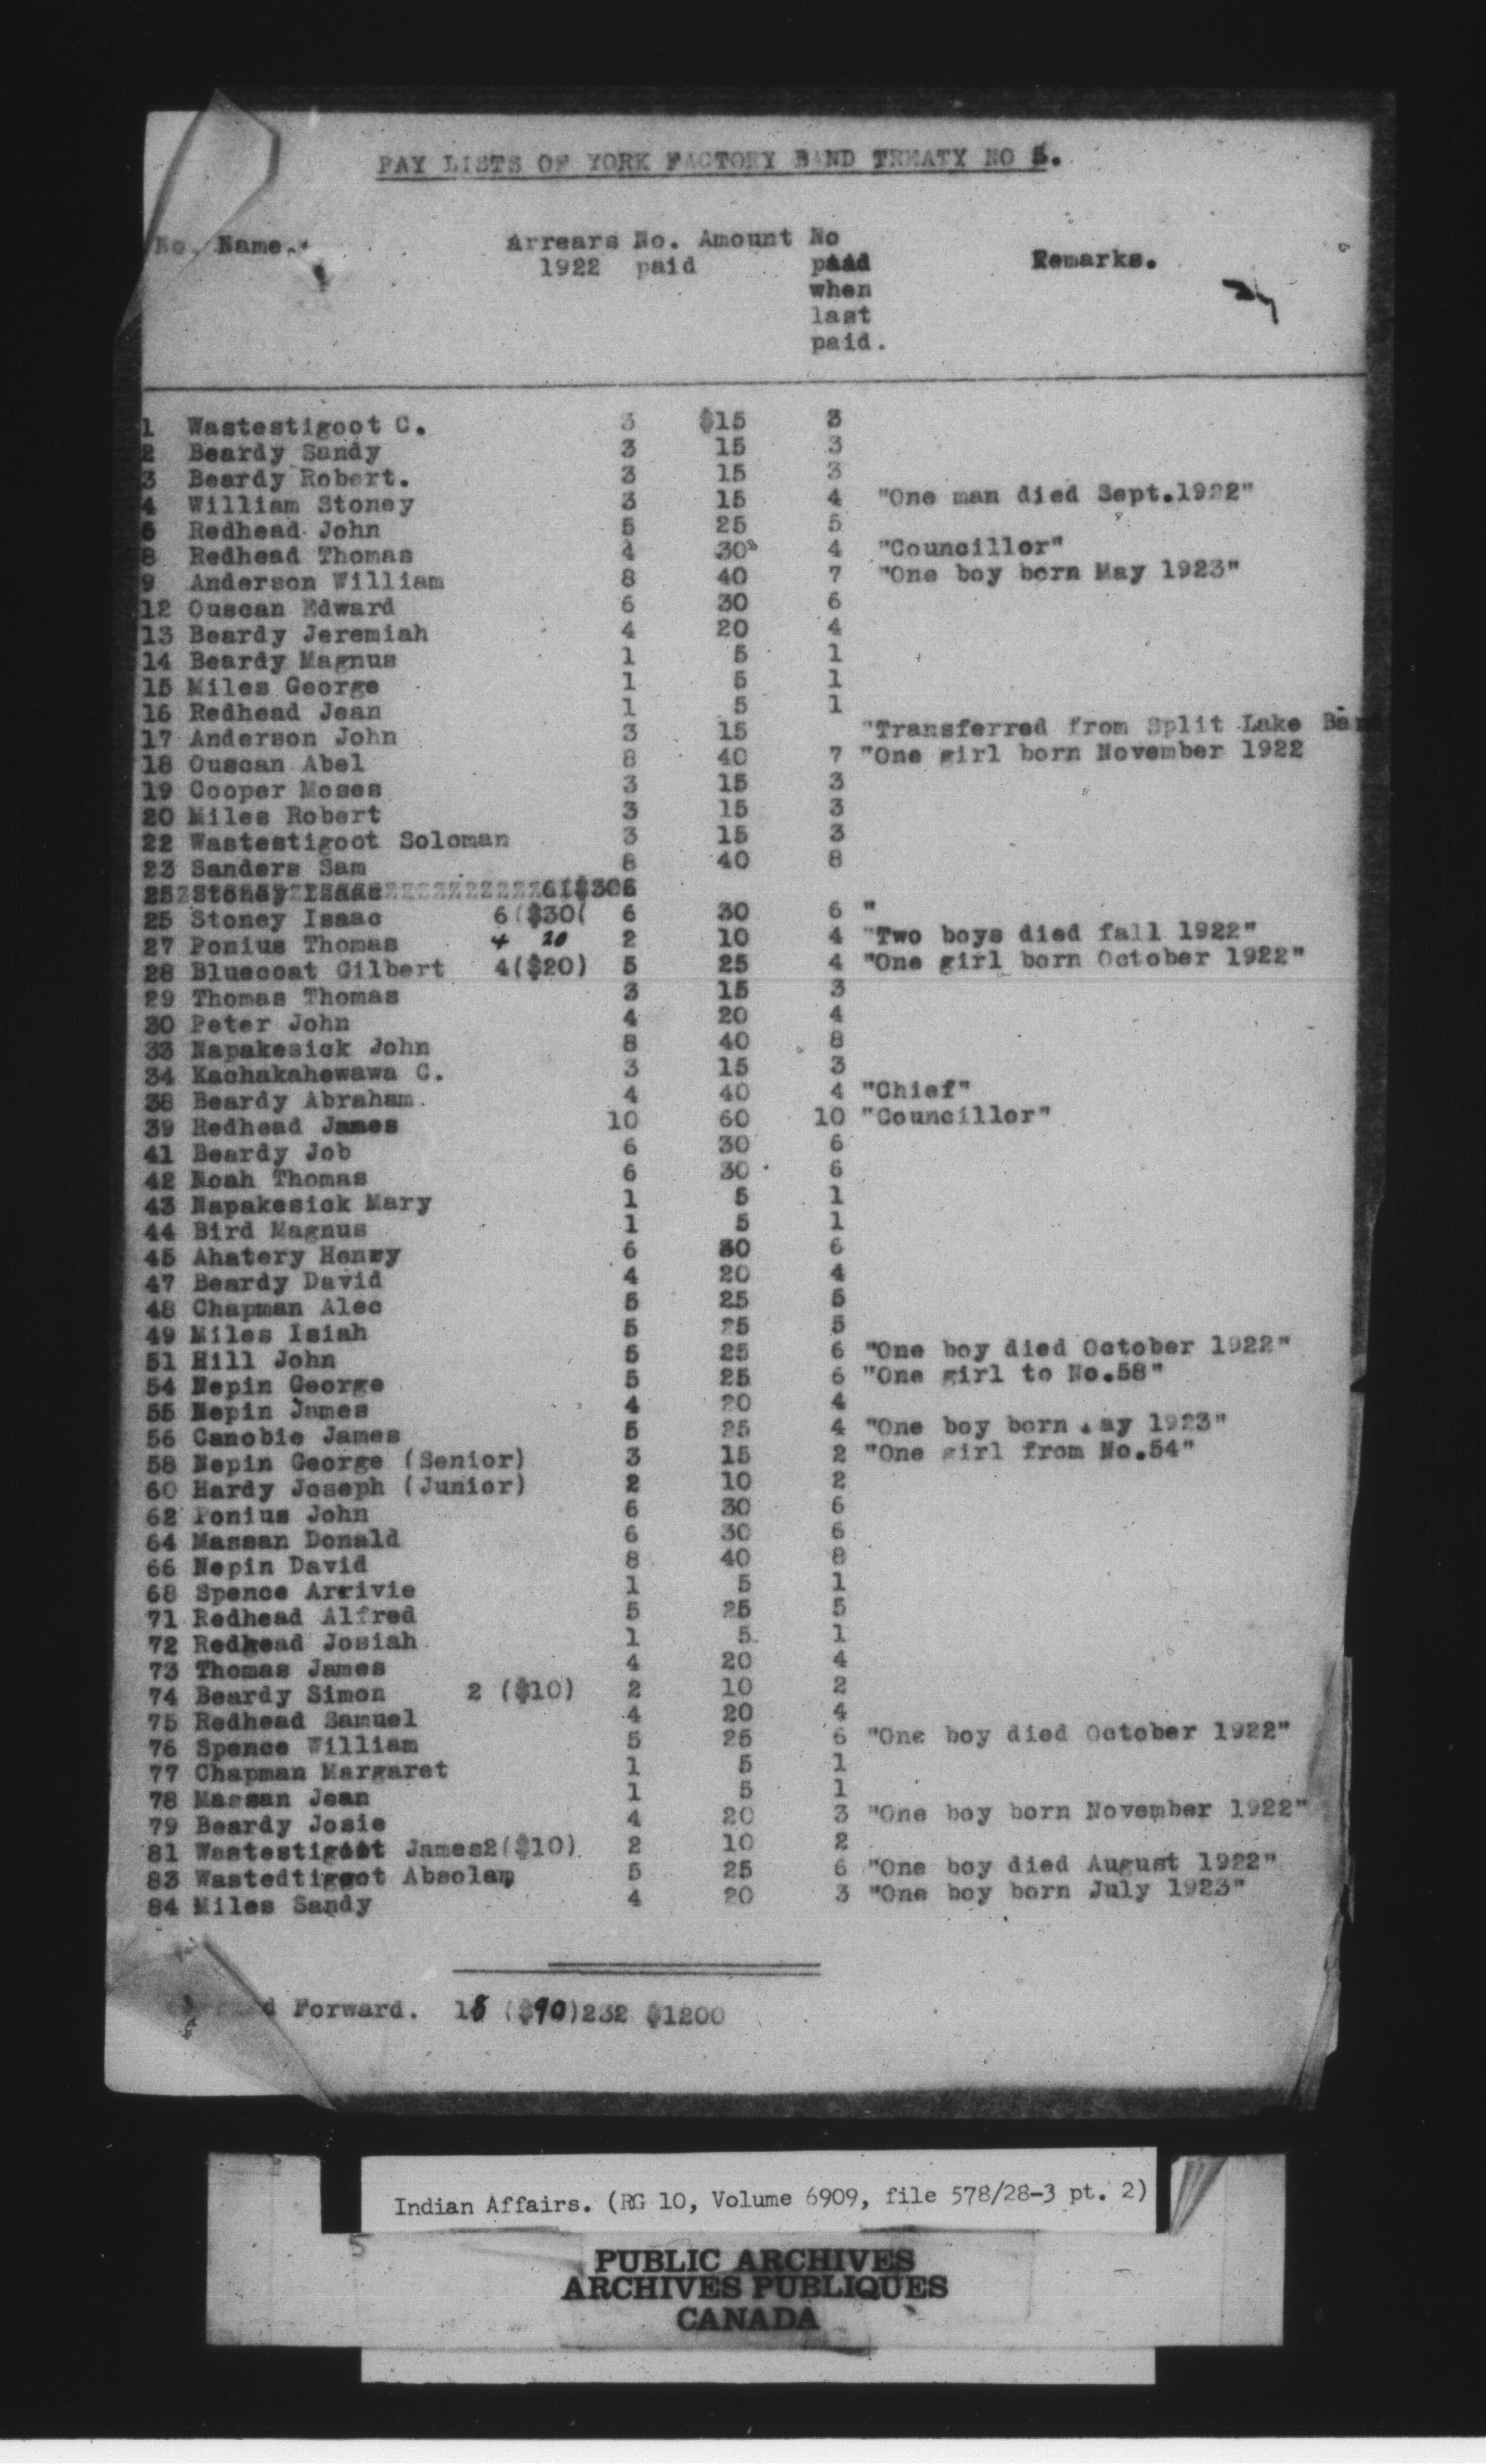 PAY LISTS OF YORK FACTORY BAND TREATY NO 5.
No. Name. Arrears No. Amount No
1922 paid paid Remarks.
when
last
paid.
1 Wastestigoot C. 3 $15 3
2 Beardy Sandy 3 15 3
3 Beardy Robert. 3 15 3
4 William Stoney 3 15 4 "One man died Sept.1922"
5 Redhead John 5 25 5
8 Redhead Thomas 4 30 4 "Councillor"
9 Anderson William 8 40 7 "One boy born May 1923"
12 Ouscan Edward 6 30 6
13 Beardy Jeremiah 4 20 4
14 Beardy Magnus 1 5 1
15 Miles George 1 5 1
16 Redhead Jean 1 5 1
17 Anderson John 3 15 "Transferred from Split Lake Band
18 Ouscan Abel 8 40 7 "One girl born November 1922
19 Cooper Moses 3 15 3
20 Miles Robert 3 15 3
22 Wastestigoot Soloman 3 15 3
23 Sanders Sam 8 40 8
25 Stoney Isaac 6($306
25 Stoney Isaac 6($30( 6 30 6 "
27 Ponius Thomas 4 20 2 10 4 "Two boys died fall 1922"
28 Bluecoat Gilbert 4($20) 5 25 4 "One girl born October 1922"
29 Thomas Thomas 3 15 3
30 Peter John 4 20 4
33 Napakesick John 8 40 8
34 Kachakahewawa C. 3 15 3
38 Beardy Abraham. 4 40 4 "Chief"
39 Redhead James 10 60 10 "Councillor"
41 Beardy Job 6 30 6
42 Noah Thomas 6 30 6
43 Napakesick Mary 1 5 1
44 Bird Magnus 1 5 1
45 Ahatery Henry 6 30 6
47 Beardy David 4 20 4
48 Chapman Alec 5 25 5
49 Miles Isiah 5 25 5
51 Hill John 5 25 6 "One boy died October 1922"
54 Nepin George 5 25 6 "One girl to No.58"
55 Nepin James 4 20 4
56 Canobie James 5 25 4 "One boy born ay 1923"
58 Nepin George (Senior) 3 15 2 "One girl from No.54"
60 Hardy Joseph (Junior) 2 10 2
62 Ponius John 6 30 6
64 Massan Donald 6 30 6
66 Nepin David 8 40 8
68 Spence Arrivie 1 5 1
71 Redhead Alfred 5 25 5
72 Redhead Josiah 1 5 1
73 Thomas James 4 20 4
74 Beardy Simon 2 ($10) 2 10 2
75 Redhead Samuel 4 20 4
76 Spence William 5 25 6 "One boy died October 1922"
77 Chapman Margaret 1 5 1
78 Massan Jean 1 5 1
79 Beardy Josie 4 20 3 "One boy born November 1922"
81 Wastestigoot James2($10) 2 10 2
83 Wastedtigoot Absolam 5 25 6 "One boy died August 1922"
84 Miles Sandy 4 20 3 "One boy born July 1923"
Forward. 18 ($90)232 $1200
Indian Affairs. (RG 10, Volume 6909, file 578/28-3 pt. 2)
5
PUBLIC ARCHIVES
ARCHIVES PUBLIQUES
CANADA